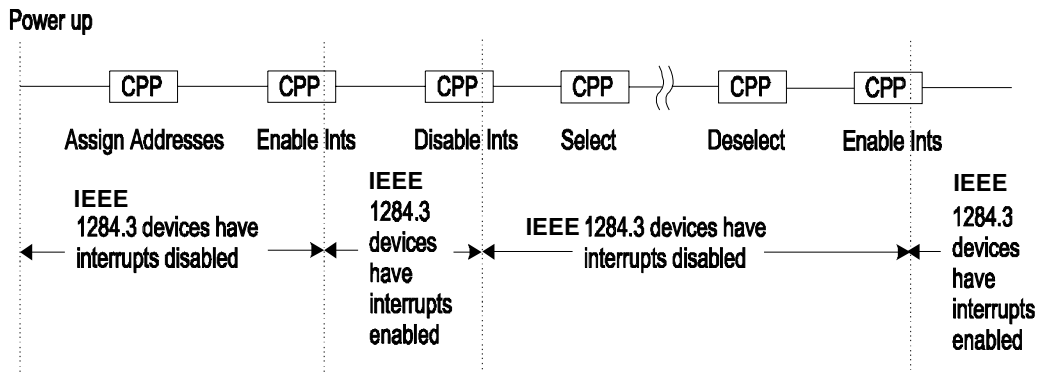 Power up
CPP CPP CPP CPP CPP CPP
Assign Addresses Enable Ints Disable Ints Select Deselect Enable Ints
IEEE
1284.3 devices have
interrupts disabled
IEEE
1284.3
devices
have
interrupts
enabled
IEEE 1284.3 devices have
interrupts disabled
IEEE
1284.3
devices
have
interrupts
enabled